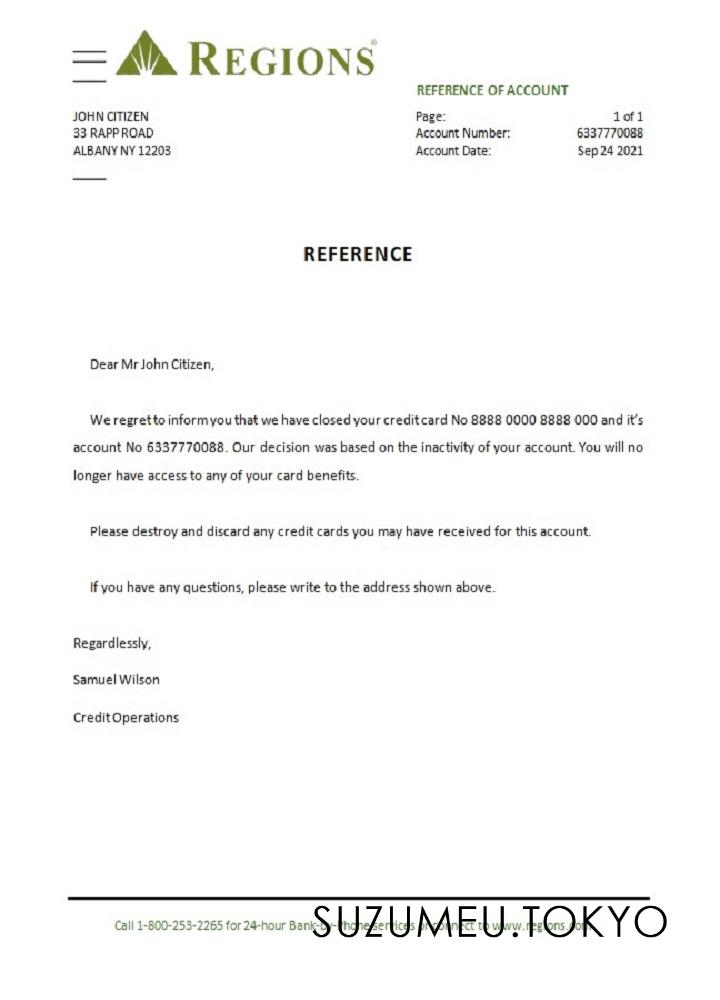 REGIONS®
REFERENCE OF ACCOUNT
JOHN CITIZEN
33 RAPP ROAD
ALBANY NY 12203
Page: 1 of 1
Account Number: 6337770088
Account Date: Sep 24 2021
REFERENCE
Dear Mr John Citizen,
We regret to inform you that we have closed your credit card No 8888 0000 8888 000 and it's
account No 6337770088. Our decision was based on the inactivity of your account. You will no
longer have access to any of your card benefits.
Please destroy and discard any credit cards you may have received for this account.
If you have any questions, please write to the address shown above.
Regardlessly,
Samuel Wilson
Credit Operations
Call 1-800-253-2265 for 24-hour Bank-by-Phone services or connect to www.regions.com
SUZUMEU.TOKYO